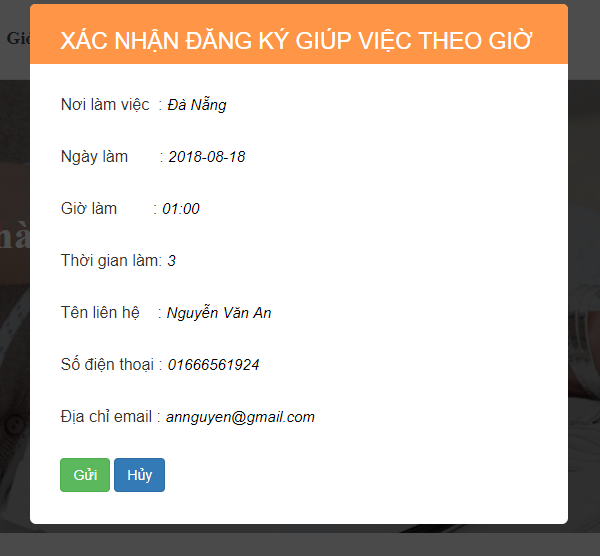 XÁC NHẬN ĐĂNG KÝ GIÚP VIỆC THEO GIỜ
Nơi làm việc : Đà Nẵng
Ngày làm : 2018-08-18
Giờ làm : 01:00
Thời gian làm: 3
Tên liên hệ : Nguyễn Văn An
Số điện thoại : 01666561924
Địa chỉ email : annguyen@gmail.com
Gửi Hủy